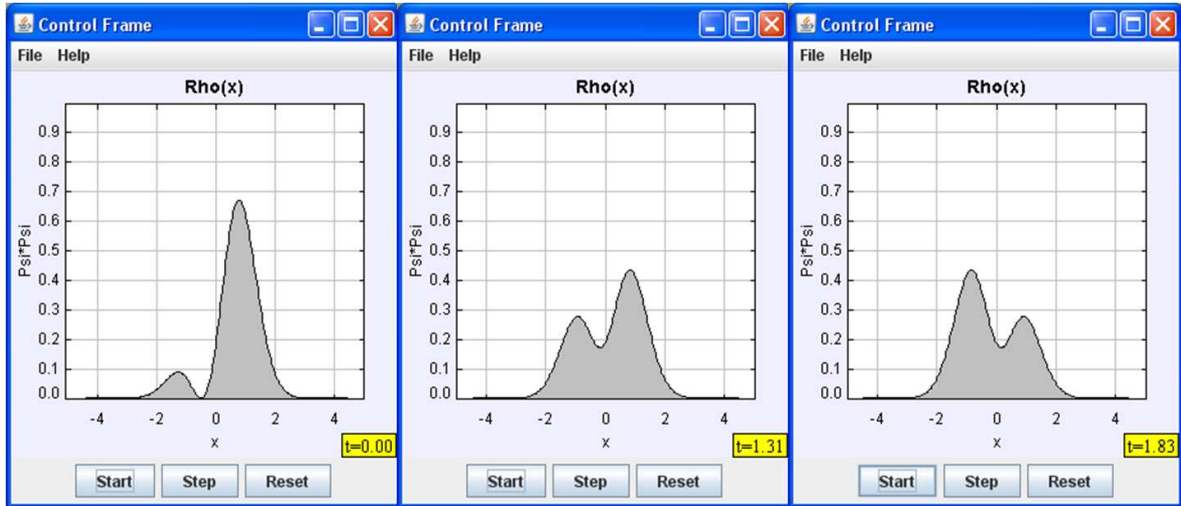 Control Frame
File Help
Rho(x)
Psi*Psi
0.9
0.8
0.7
0.6
0.5
0.4
0.3
0.2
0.1
0.0
-4 -2 0 2 4
x
t=0.00
Start Step Reset
Control Frame
File Help
Rho(x)
Psi*Psi
0.9
0.8
0.7
0.6
0.5
0.4
0.3
0.2
0.1
0.0
-4 -2 0 2 4
x
t=1.31
Start Step Reset
Control Frame
File Help
Rho(x)
Psi*Psi
0.9
0.8
0.7
0.6
0.5
0.4
0.3
0.2
0.1
0.0
-4 -2 0 2 4
x
t=1.83
Start Step Reset